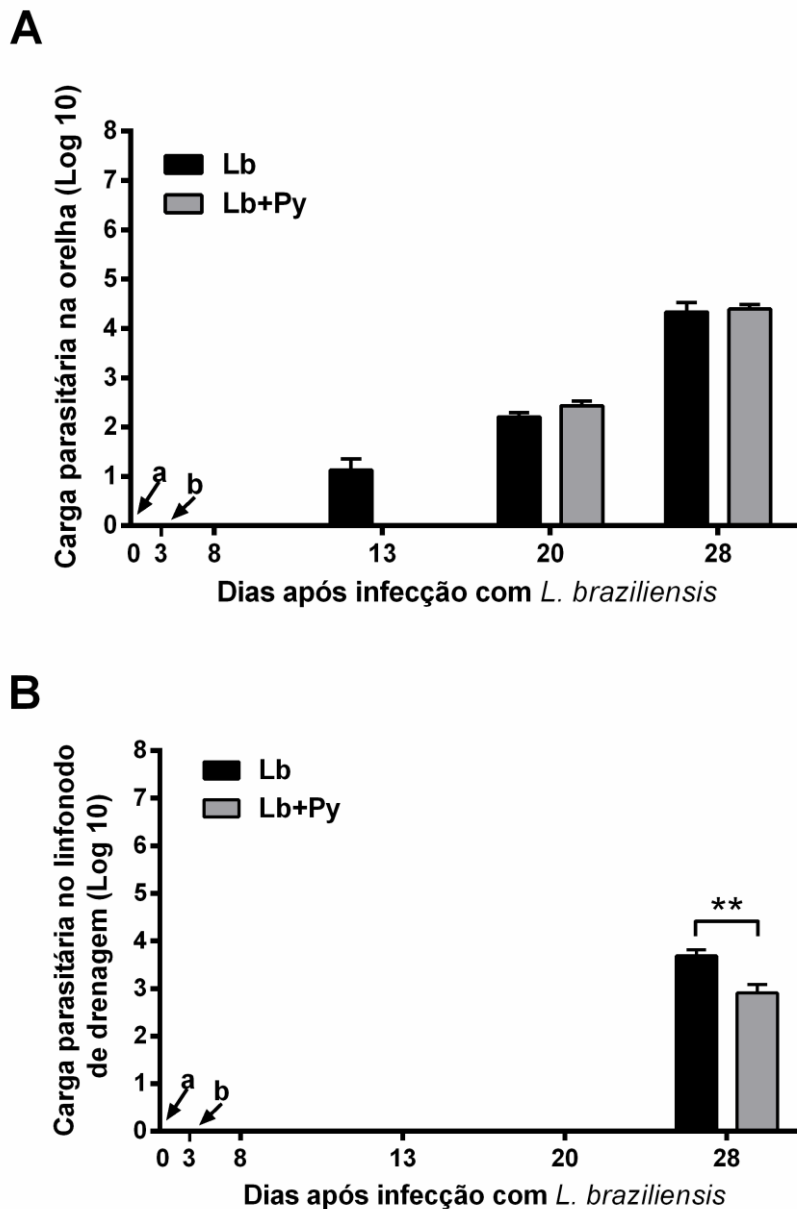 A
Carga parasitária na orelha (Log 10)
8
7
6
5
4
3
2
1
0
Lb
Lb+Py
a
b
0 3 8 13 20 28
Dias após infecção com L. braziliensis
B
Carga parasitária no linfonodo
de drenagem (Log 10)
8
7
6
5
4
3
2
1
0
Lb
Lb+Py
**
a
b
0 3 8 13 20 28
Dias após infecção com L. braziliensis